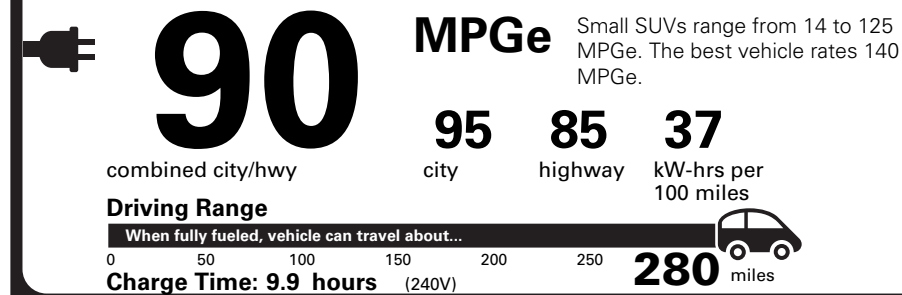 90
MPGe
Small SUVs range from 14 to 125
MPGe. The best vehicle rates 140
MPGe.
95 85 37
combined city/hwy city highway kW-hrs per
100 miles
Driving Range
When fully fueled, vehicle can travel about...
0 50 100 150 200 250 280 miles
Charge Time: 9.9 hours (240V)